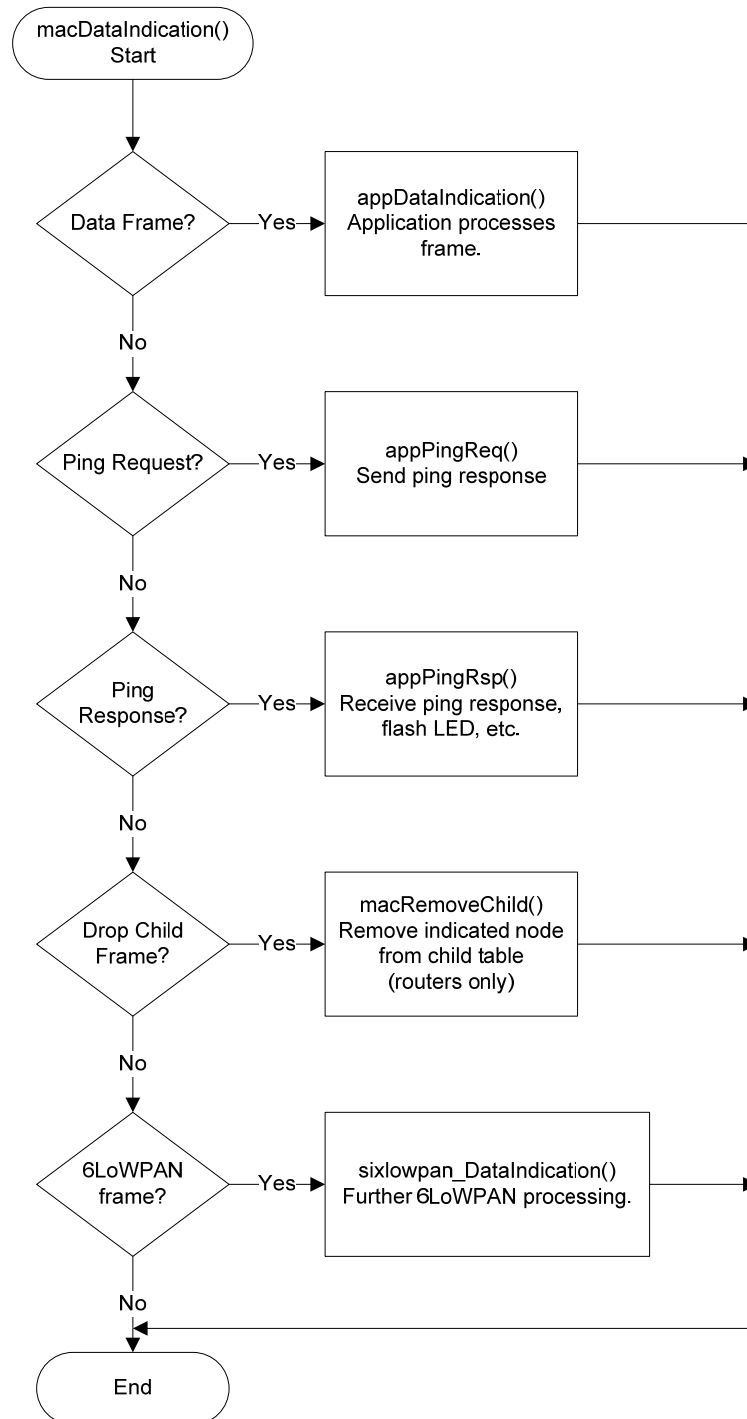 macDataIndication()
Start
Data Frame?
Yes
appDataIndication()
Application processes
frame.
No
Ping Request?
Yes
appPingReq()
Send ping response
No
Ping
Response?
Yes
appPingRsp()
Receive ping response,
flash LED, etc.
No
Drop Child
Frame?
Yes
macRemoveChild()
Remove indicated node
from child table
(routers only)
No
6LoWPAN
frame?
Yes
sixlowpan_DataIndication()
Further 6LoWPAN processing.
No
End